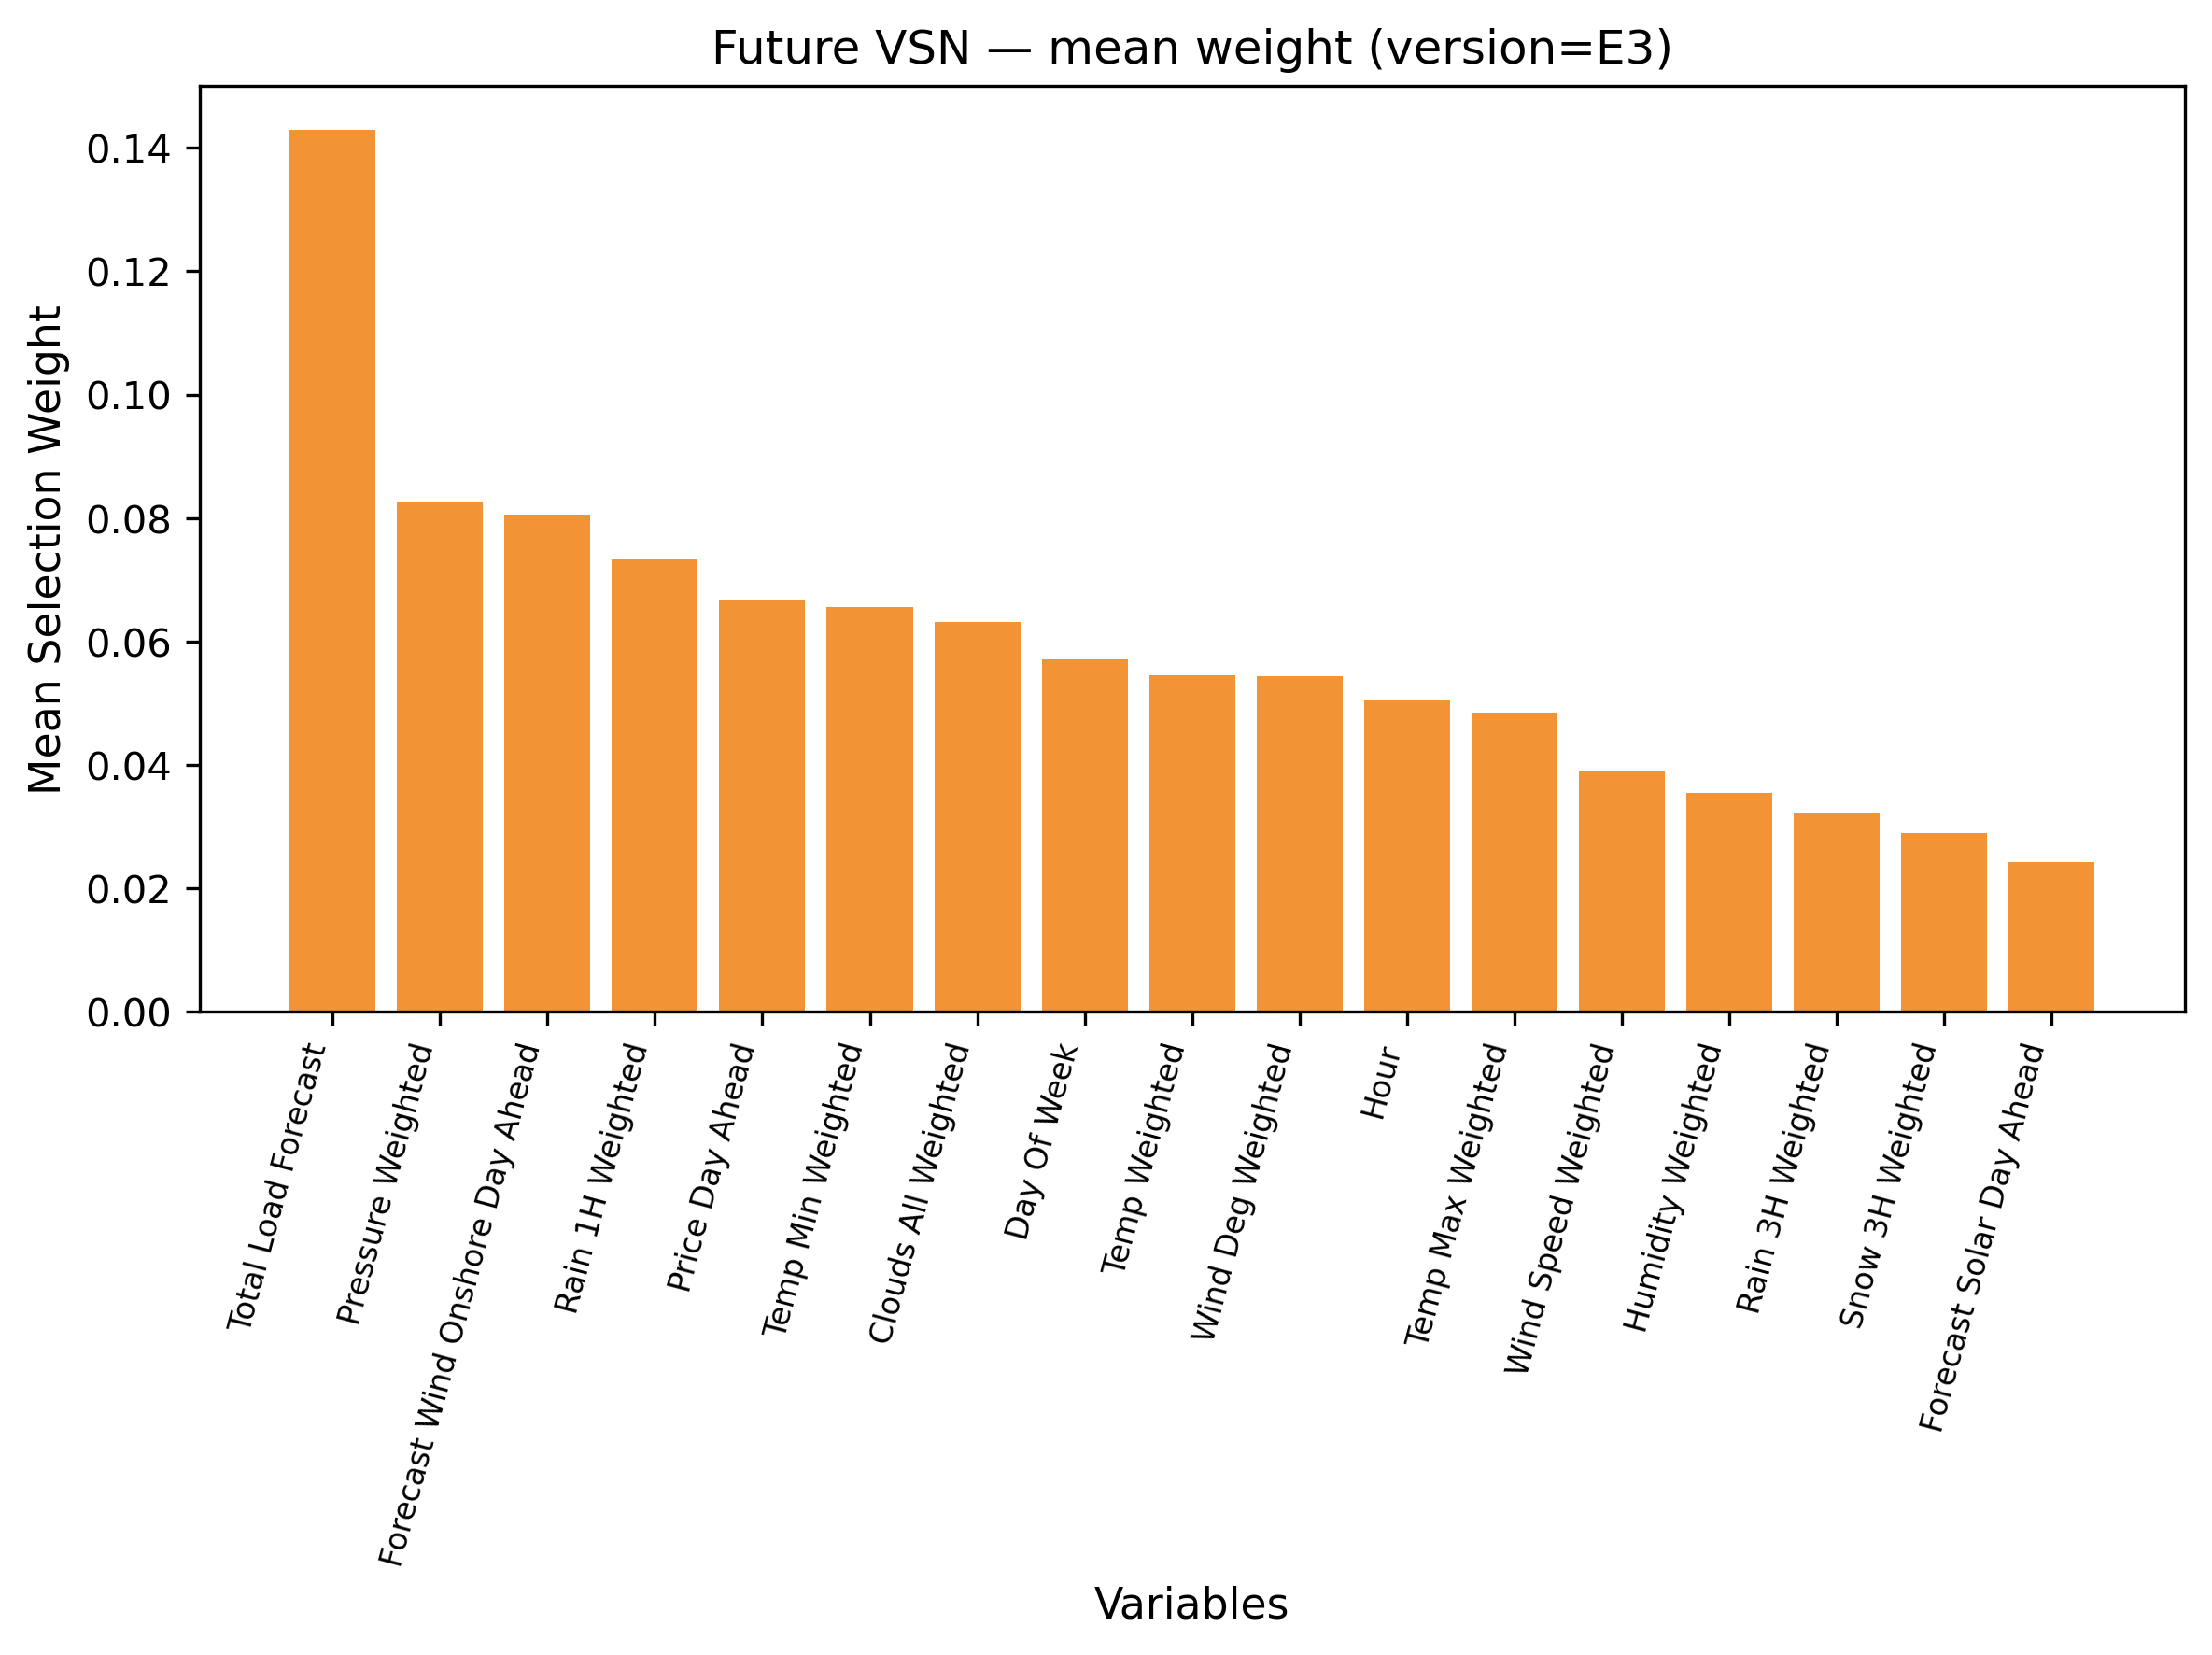 Future VSN — mean weight (version=E3)
Mean Selection Weight
0.14
0.12
0.10
0.08
0.06
0.04
0.02
0.00
Total Load Forecast
Pressure Weighted
Forecast Wind Onshore Day Ahead
Rain 1H Weighted
Price Day Ahead
Temp Min Weighted
Clouds All Weighted
Day Of Week
Temp Weighted
Wind Deg Weighted
Hour
Temp Max Weighted
Wind Speed Weighted
Humidity Weighted
Rain 3H Weighted
Snow 3H Weighted
Forecast Solar Day Ahead
Variables